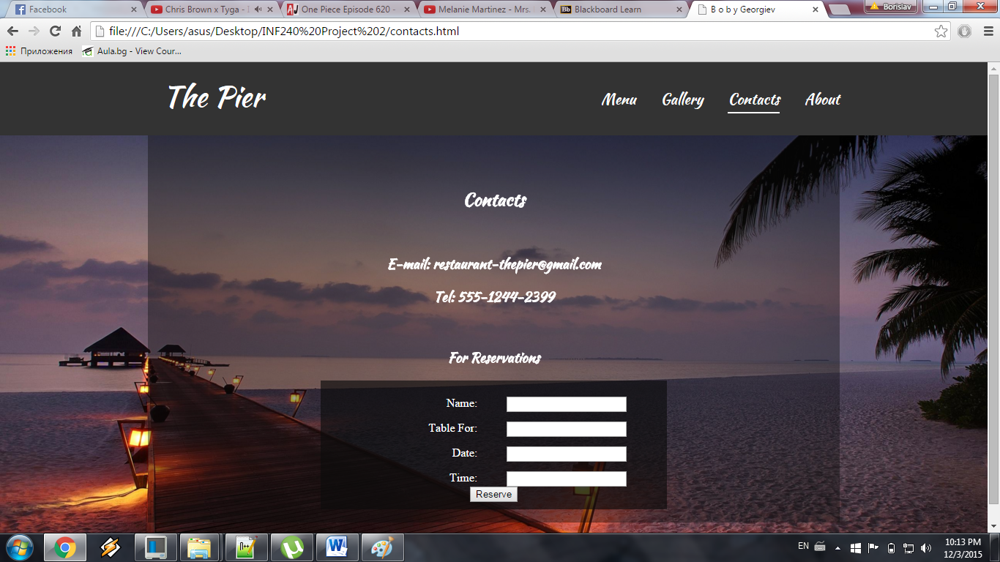 Facebook
Chris Brown x Tyga -
One Piece Episode 620 -
Melanie Martinez - Mrs.
Blackboard Learn
B o b y Georgiev
Borislav
file:///C:/Users/asus/Desktop/INF240%20Project%202/contacts.html
Приложения
Aula.bg - View Cour...
The Pier
Menu
Gallery
Contacts
About
Contacts
E-mail: restaurant-thepier@gmail.com
Tel: 555-1244-2399
For Reservations
Name:
Table For:
Date:
Time:
Reserve
EN
10:13 PM
12/3/2015